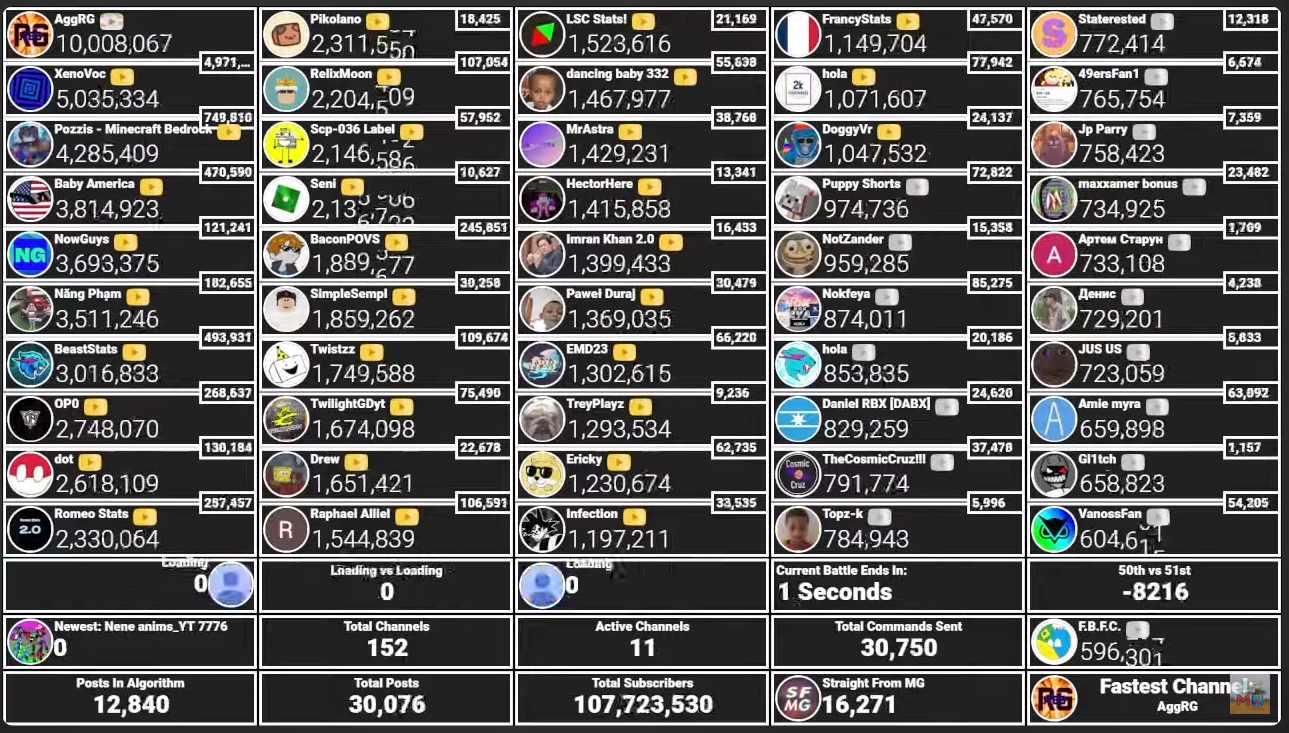 AggRG
10,008,067
4,971,...
XenoVoc
5,035,334
749,810
Pozzis - Minecraft Bedrock
4,285,409
470,590
Baby America
3,814,923
121,241
NowGuys
3,693,375
182,655
Năng Phạm
3,511,246
493,931
BeastStats
3,016,833
268,637
OP0
2,748,070
130,184
dot
2,618,109
287,457
Romeo Stats
2.0
2,330,064
Pikolano
18,425
RelixMoon
107,054
Scp-036 Label
57,952
Seni
10,627
BaconPOVS
245,851
SimpleSempl
1,859,262
30,258
Twistzz
1,749,588
109,674
TwilightGDyt
1,674,098
75,490
Drew
1,651,421
22,678
R
Raphael Alliel
1,544,839
106,591
LSC Stats!
1,523,616
21,169
dancing baby 332
1,467,977
55,638
MrAstra
1,429,231
38,768
HectorHere
1,415,858
13,341
Imran Khan 2.0
1,399,433
16,433
Paweł Duraj
1,369,035
30,479
EMD23
1,302,615
66,220
TreyPlayz
1,293,534
9,236
Ericky
1,230,674
62,735
Infection
1,197,211
33,535
FrancyStats
1,149,704
47,570
2k
hola
1,071,607
77,942
DoggyVr
1,047,532
24,137
Puppy Shorts
974,736
72,822
NotZander
959,285
15,358
Nokfeya
874,011
85,275
hola
853,835
20,186
Daniel RBX [DABX]
829,259
24,620
Cosmic Cruz
TheCosmicCruz!!!
791,774
37,478
Topz-k
784,943
5,996
S
Staterested
772,414
12,318
49ersFan1
765,754
6,674
Jp Parry
758,423
7,359
maxxamer bonus
734,925
23,482
A
Артем Старун
733,108
1,769
Денис
729,201
4,238
JUS US
723,059
A
Amie myra
659,898
63,092
Gl1tch
658,823
1,157
VanossFan
54,205
Loading
0
Loading vs Loading
0
Loading
0
Current Battle Ends In:
1 Seconds
50th vs 51st
-8216
Newest: Nene anims_YT 7776
0
Total Channels
152
Active Channels
11
Total Commands Sent
30,750
F.B.F.C.
Posts In Algorithm
12,840
Total Posts
30,076
Total Subscribers
107,723,530
SF MG
Straight From MG
16,271
RG
Fastest Channel:
AggRG